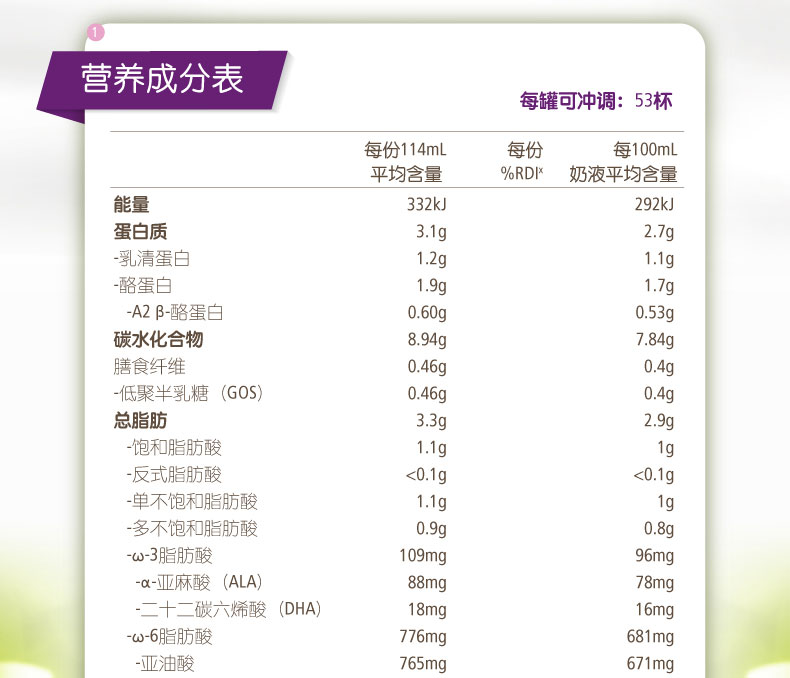 1
营养成分表
每罐可冲调：53杯
每份114mL 每份 每100mL
平均含量 %RDIˣ 奶液平均含量
能量 332kJ 292kJ
蛋白质 3.1g 2.7g
-乳清蛋白 1.2g 1.1g
-酪蛋白 1.9g 1.7g
-A2 β-酪蛋白 0.60g 0.53g
碳水化合物 8.94g 7.84g
膳食纤维 0.46g 0.4g
-低聚半乳糖（GOS） 0.46g 0.4g
总脂肪 3.3g 2.9g
-饱和脂肪酸 1.1g 1g
-反式脂肪酸 <0.1g <0.1g
-单不饱和脂肪酸 1.1g 1g
-多不饱和脂肪酸 0.9g 0.8g
-ω-3脂肪酸 109mg 96mg
-α-亚麻酸（ALA） 88mg 78mg
-二十二碳六烯酸（DHA） 18mg 16mg
-ω-6脂肪酸 776mg 681mg
-亚油酸 765mg 671mg